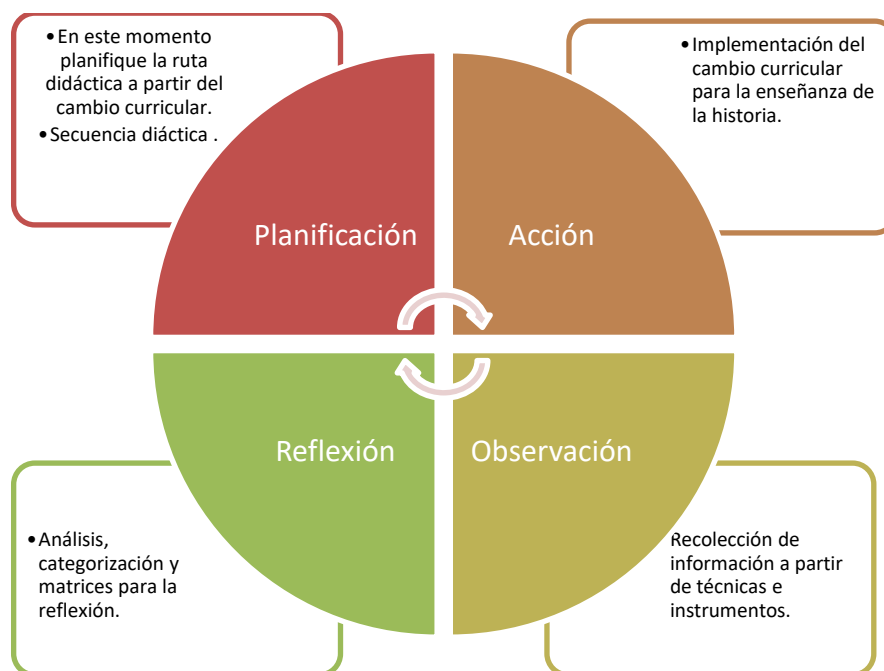 •En este momento
planifique la ruta
didáctica a partir del
cambio curricular.
•Secuencia diáctica .
•Implementación del
cambio curricular
para la enseñanza de
la historia.
Planificación
Acción
Reflexión
Observación
•Análisis,
categorización y
matrices para la
reflexión.
Recolección de
información a partir
de técnicas e
instrumentos.